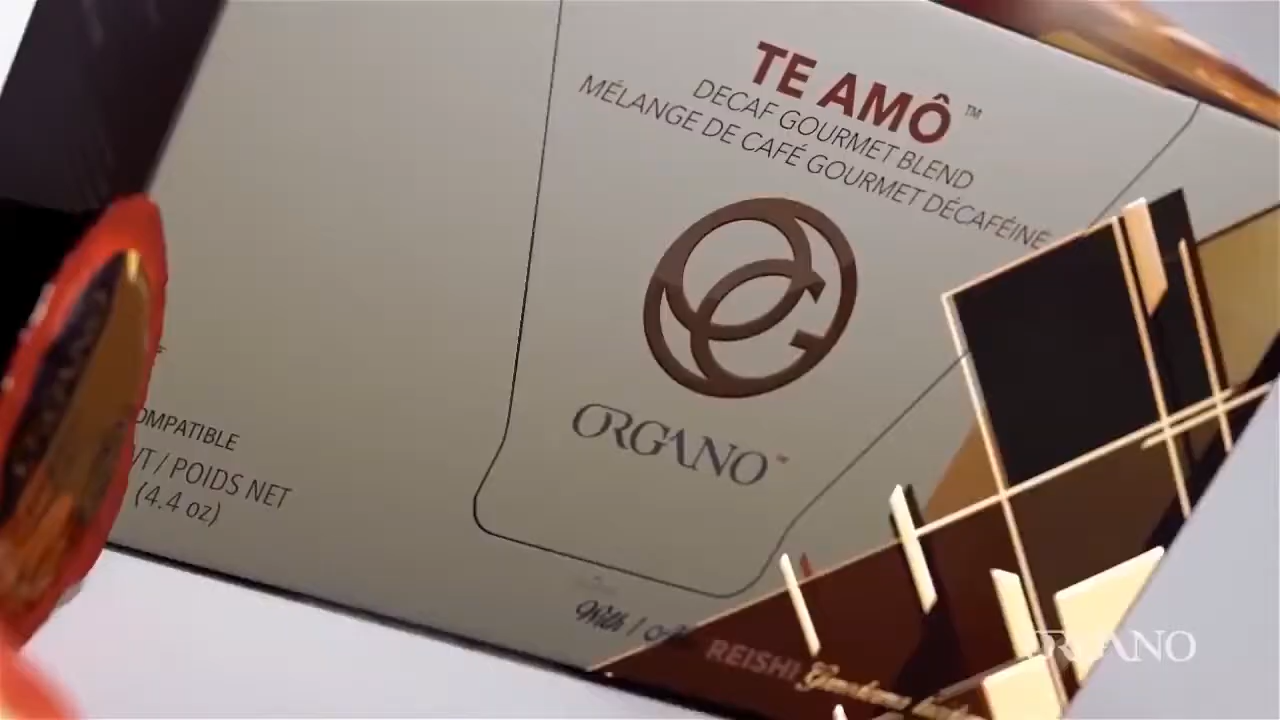 TE AMÔ™
DECAF GOURMET BLEND
MÉLANGE DE CAFÉ GOURMET DÉCAFÉINÉ
ORGANO™
OMPATIBLE
/ POIDS NET
(4.4 oz)
With /
REISHI
ORGANO